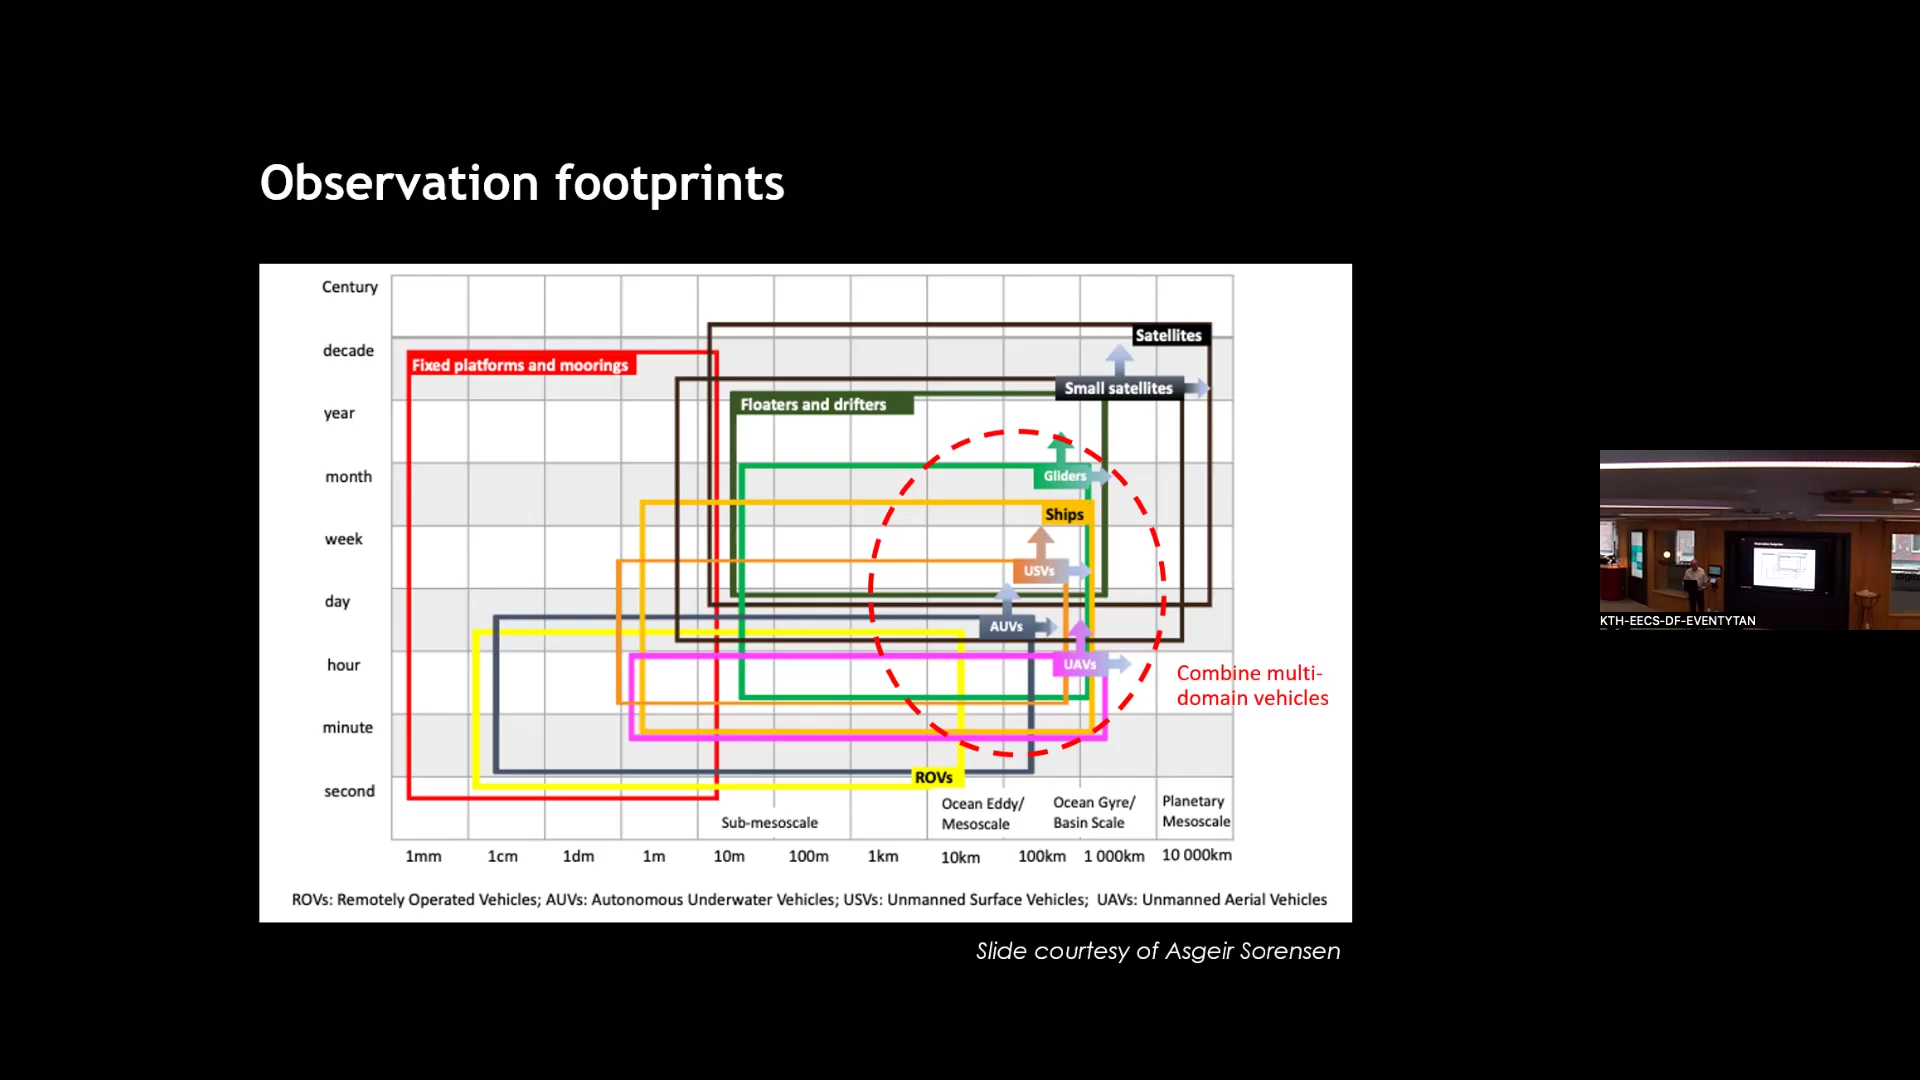 Observation footprints
Century
decade
year
month
week
day
hour
minute
second
Satellites
Fixed platforms and moorings
Small satellites
Floaters and drifters
Gliders
Ships
USVs
AUVs
UAVs
Combine multi-
domain vehicles
ROVs
Sub-mesoscale
Ocean Eddy/
Mesoscale
Ocean Gyre/
Basin Scale
Planetary
Mesoscale
1mm 1cm 1dm 1m 10m 100m 1km 10km 100km 1 000km 10 000km
ROVs: Remotely Operated Vehicles; AUVs: Autonomous Underwater Vehicles; USVs: Unmanned Surface Vehicles; UAVs: Unmanned Aerial Vehicles
Slide courtesy of Asgeir Sorensen
KTH-EECS-DF-EVENTYTAN